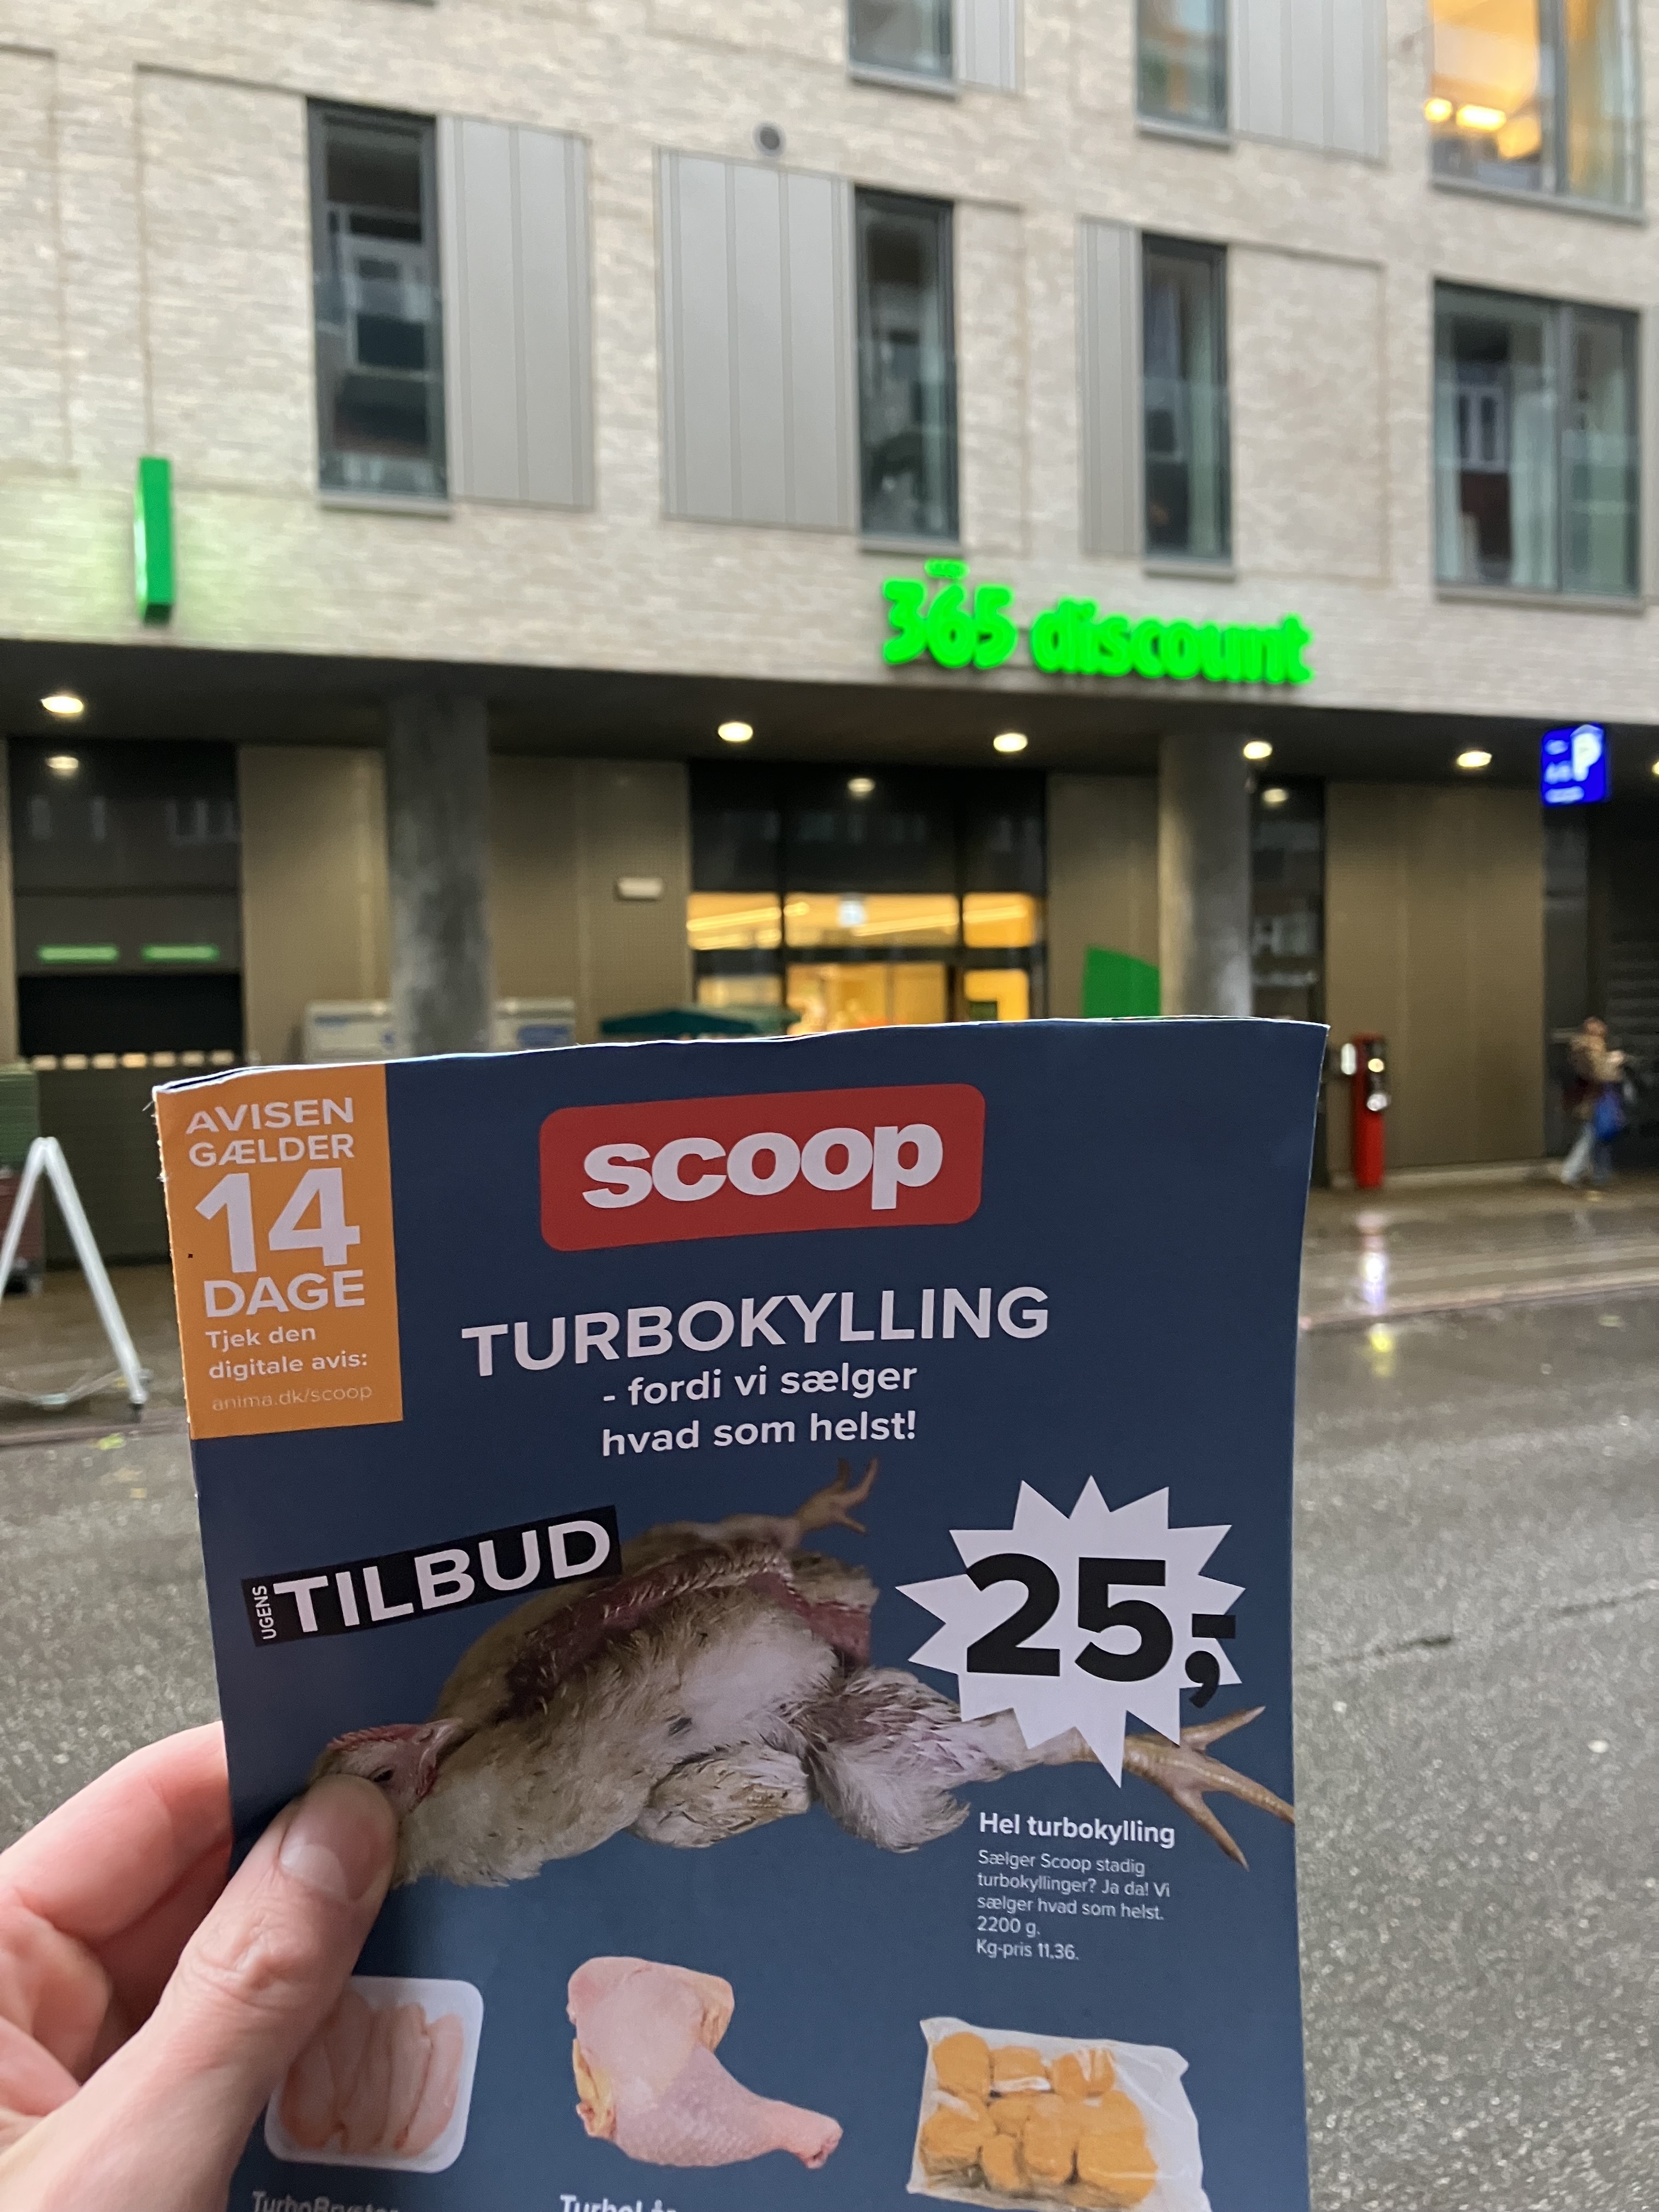 365 discount
P
AVISEN
GÆLDER
14
DAGE
Tjek den
digitale avis:
anima.dk/scoop
scoop
TURBOKYLLING
- fordi vi sælger
hvad som helst!
UGENS TILBUD
25,-
Hel turbokylling
Sælger Scoop stadig
turbokyllinger? Ja da! Vi
sælger hvad som helst.
2200 g.
Kg-pris 11.36.